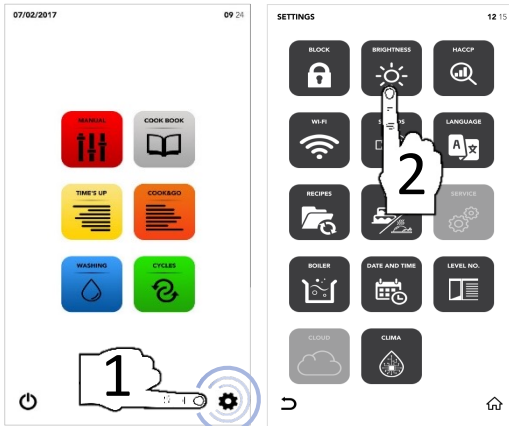 07/02/2017
09 24
MANUAL
COOK BOOK
TIME'S UP
COOK&GO
WASHING
CYCLES
1
SETTINGS
12 15
BLOCK
BRIGHTNESS
HACCP
WI-FI
LANGUAGE
A
2
RECIPES
SERVICE
BOILER
DATE AND TIME
LEVEL NO.
CLOUD
CLIMA